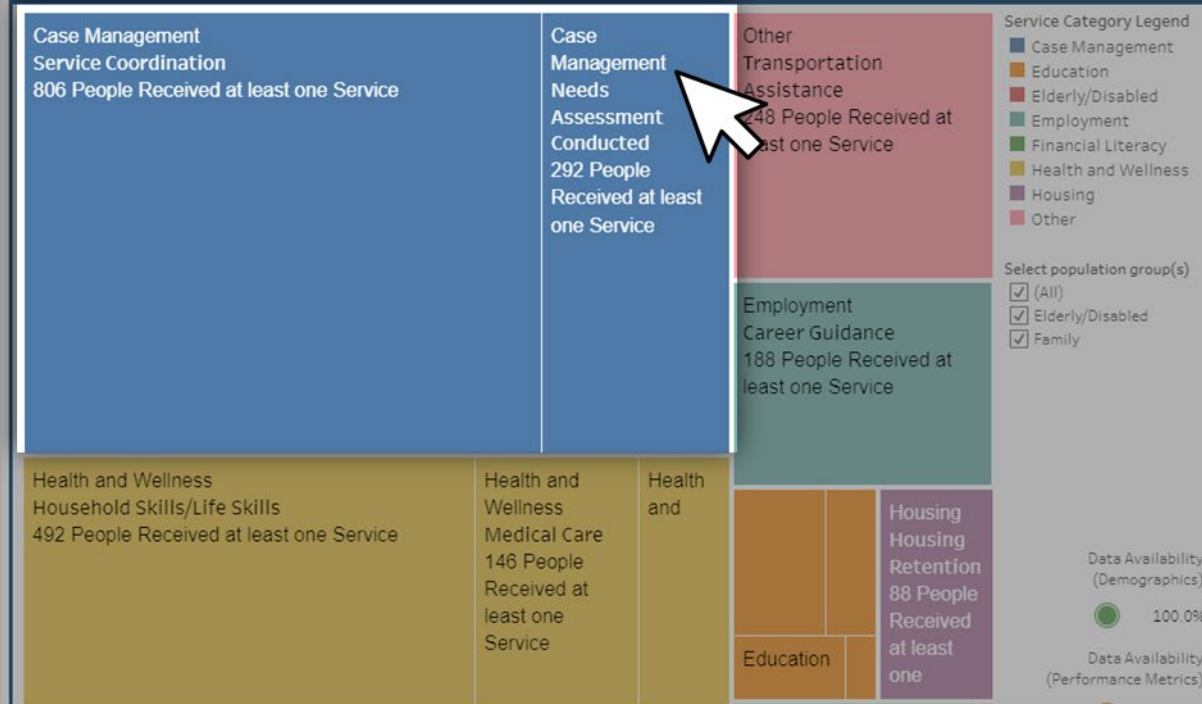 Case Management
Service Coordination
806 People Received at least one Service
Case
Management
Needs
Assessment
Conducted
292 People
Received at least
one Service
Other
Transportation
Assistance
248 People Received at
least one Service
Employment
Career Guidance
188 People Received at
least one Service
Health and Wellness
Household Skills/Life Skills
492 People Received at least one Service
Health and
Wellness
Medical Care
146 People
Received at
least one
Service
Health
and
Education
Housing
Housing
Retention
88 People
Received
at least
one
Service Category Legend
Case Management
Education
Elderly/Disabled
Employment
Financial Literacy
Health and Wellness
Housing
Other
Select population group(s)
(All)
Elderly/Disabled
Family
Data Availability
(Demographics)
100.0%
Data Availability
(Performance Metrics)